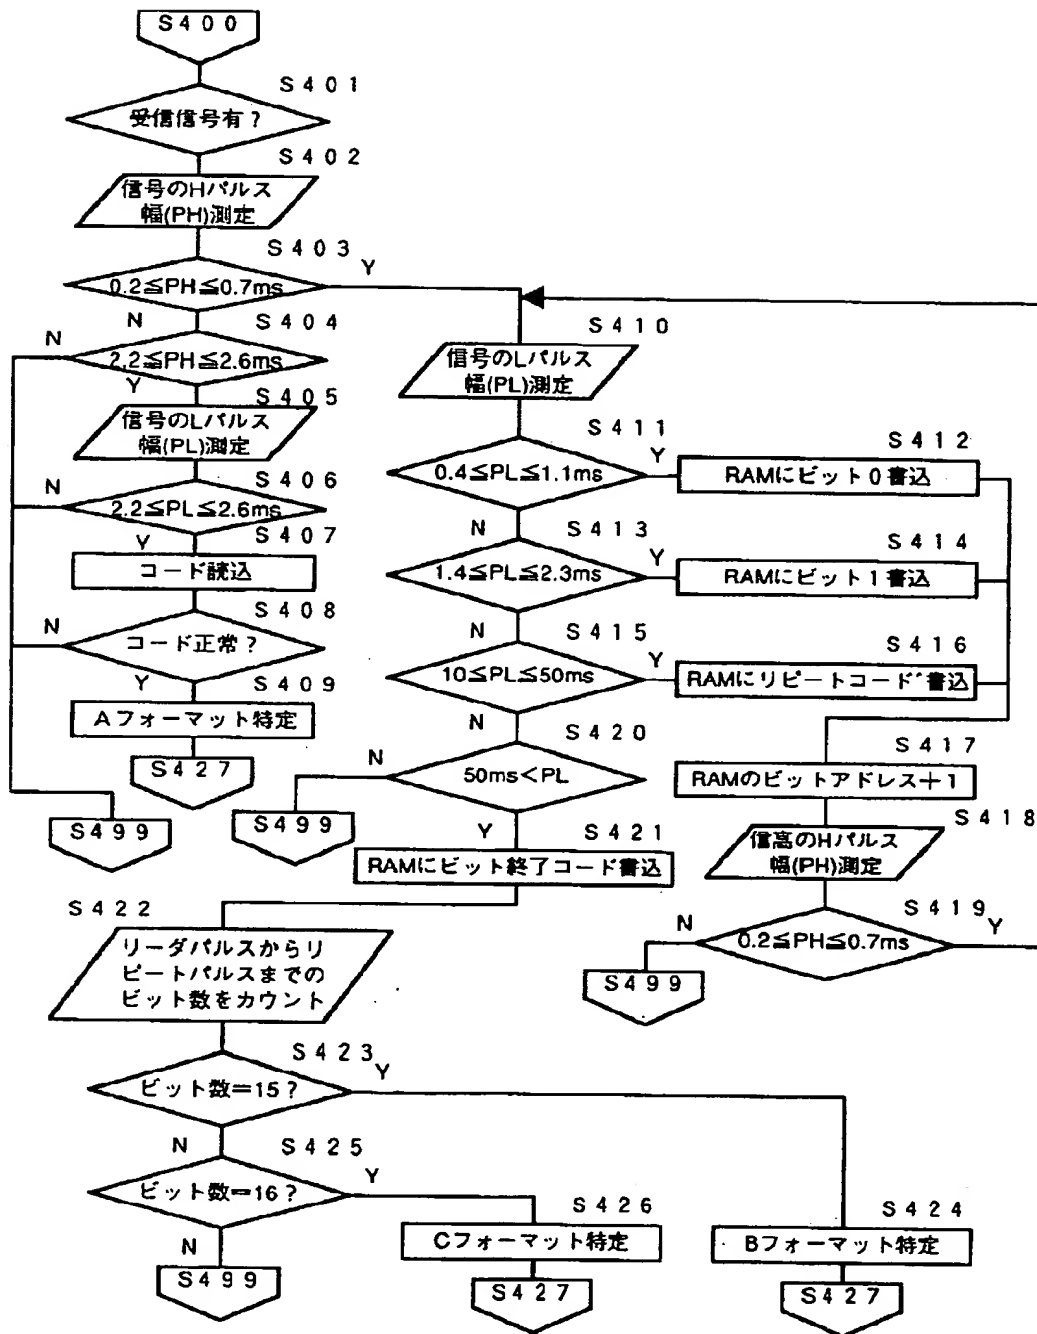 S400
S401
受信信号有?
S402
信号のHパルス
幅(PH)測定
S403
Y
0.2≦PH≦0.7ms
N
S404
N
2.2≦PH≦2.6ms
Y
S405
信号のLパルス
幅(PL)測定
S406
N
2.2≦PL≦2.6ms
Y
S407
コード読込
S408
N
コード正常?
Y
S409
Aフォーマット特定
S427
S499
S410
信号のLパルス
幅(PL)測定
S411
0.4≦PL≦1.1ms
Y
S412
RAMにビット0書込
N
S413
1.4≦PL≦2.3ms
Y
S414
RAMにビット1書込
N
S415
10≦PL≦50ms
Y
S416
RAMにリピートコード書込
N
S420
N
50ms<PL
S499
Y
S421
RAMにビット終了コード書込
S417
RAMのビットアドレス+1
S418
信高のHパルス
幅(PH)測定
S419
N
0.2≦PH≦0.7ms
Y
S499
S422
リーダパルスからリ
ピートパルスまでの
ビット数をカウント
S423
Y
ビット数=15?
N
S425
Y
ビット数=16?
N
S499
S426
Cフォーマット特定
S427
S424
Bフォーマット特定
S427